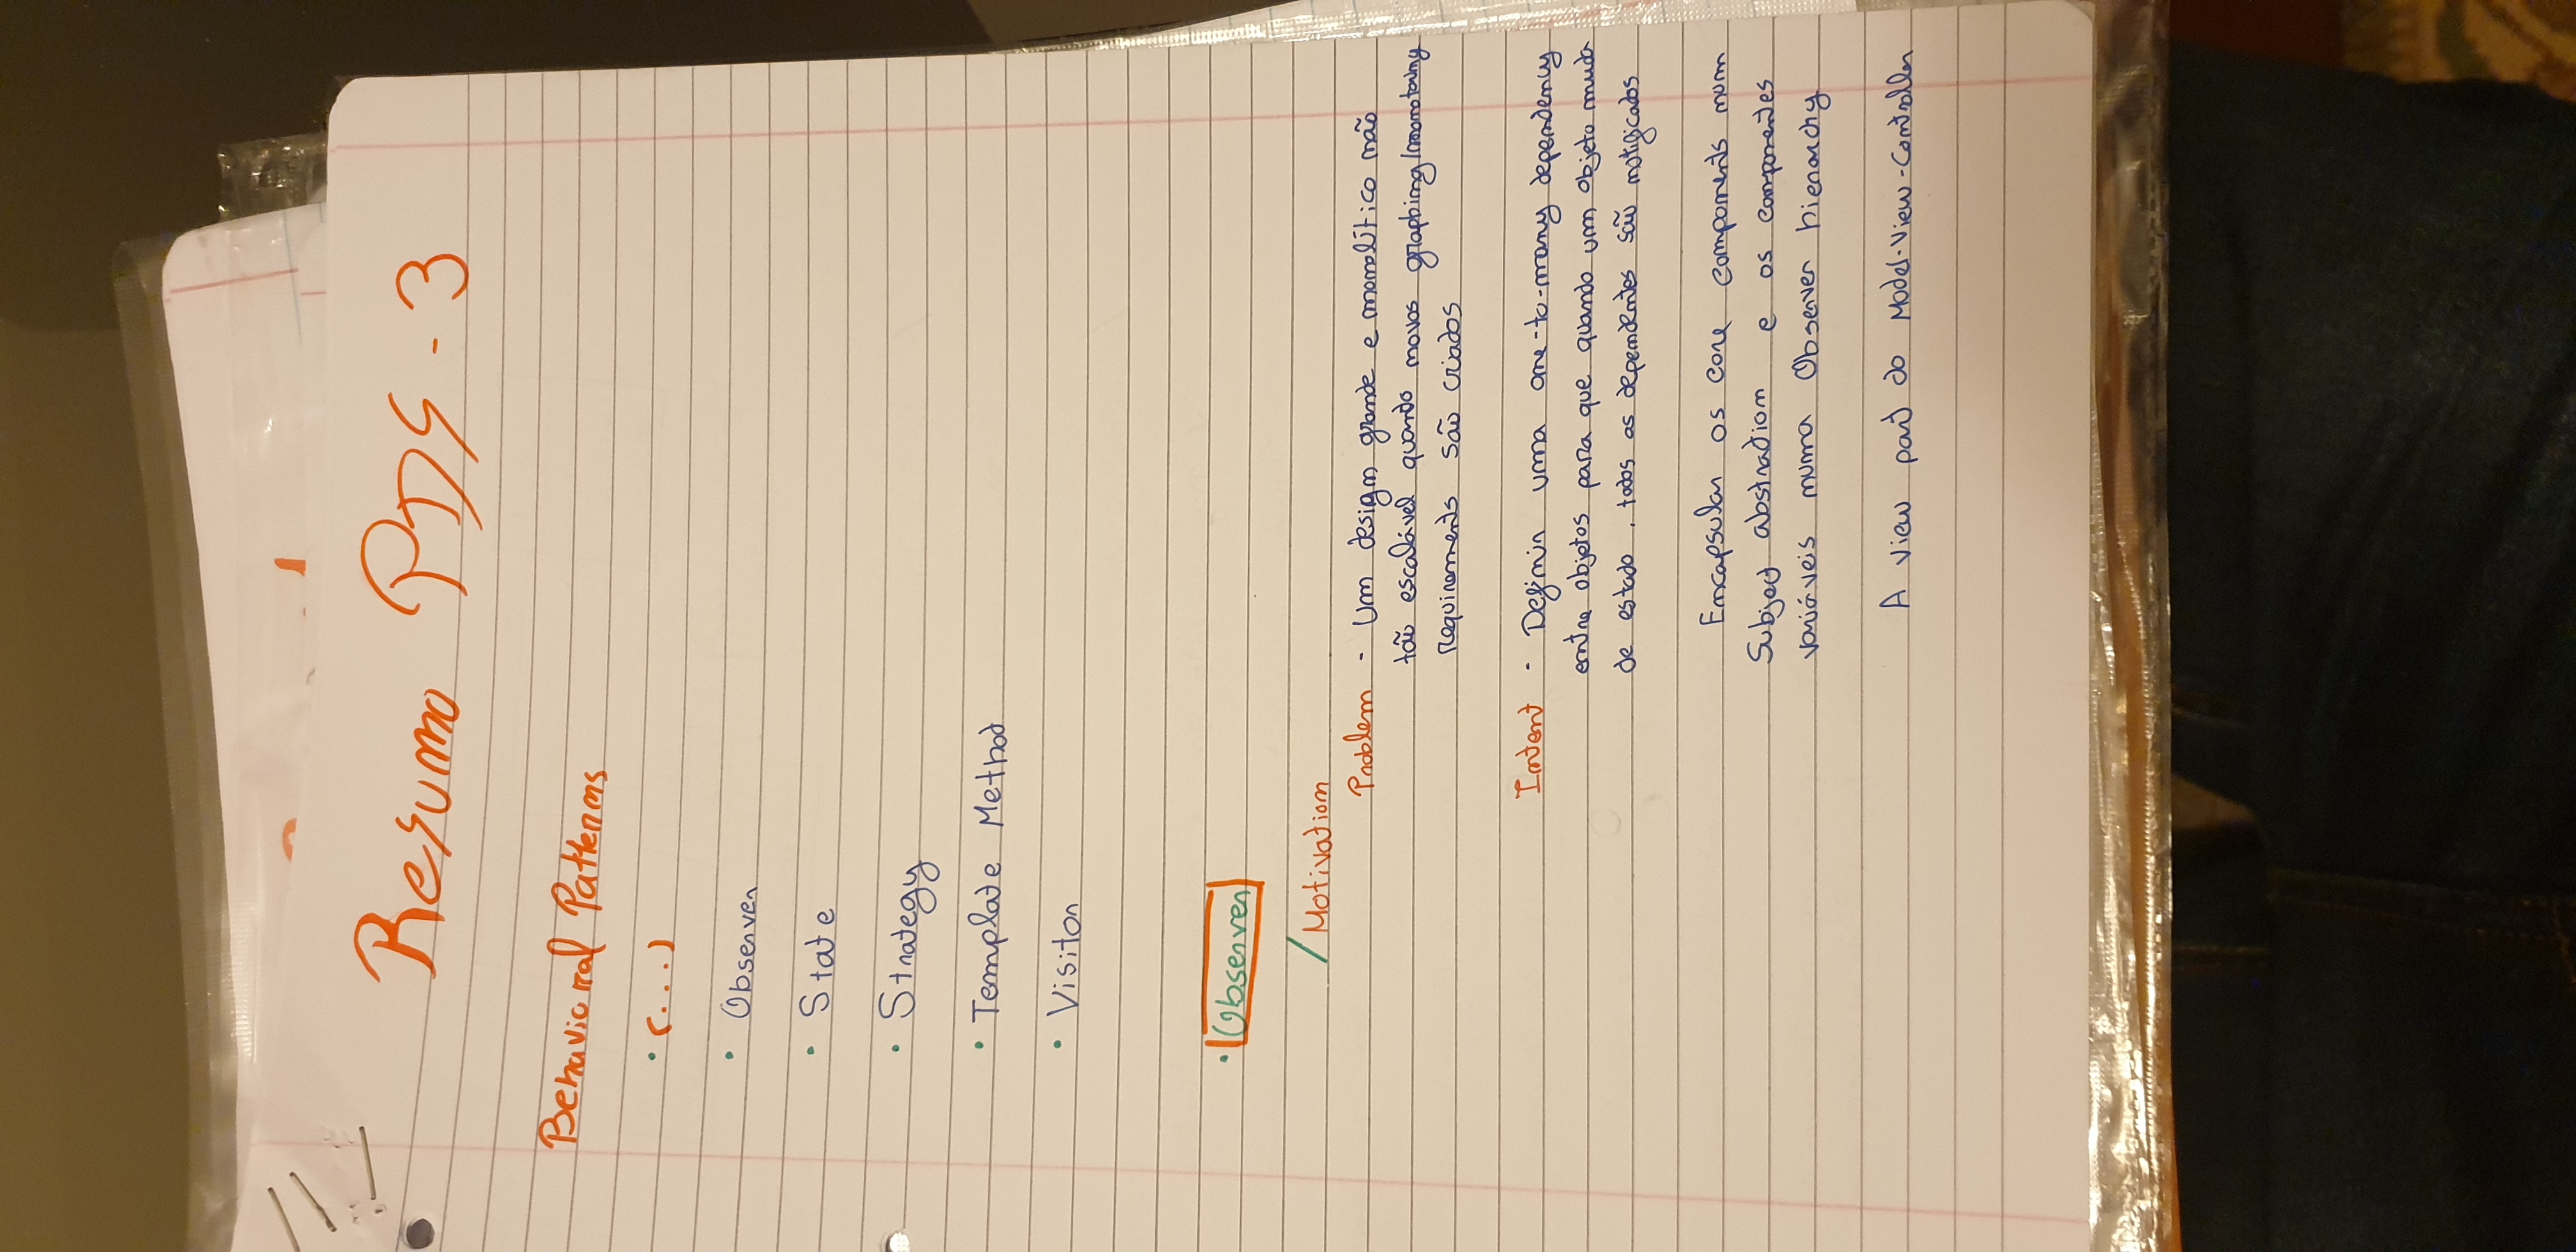 Resumo PDS - 3
Behavioral Patterns
• (...)
• Observer
• State
• Strategy
• Template Method
• Visitor
• Observer
/ Motivation
Problem - Um design grande e monolítico não
tão escalável quando novos graphing/monotoring
requirements são criados
Intent - Definir uma one-to-many dependency
entre objetos para que quando um objeto muda
de estado, todos os dependentes são notificados
Encapsular os core components num
Subject abstraction e os componentes
variáveis numa Observer hierarchy
A view part do Model-View-Controller